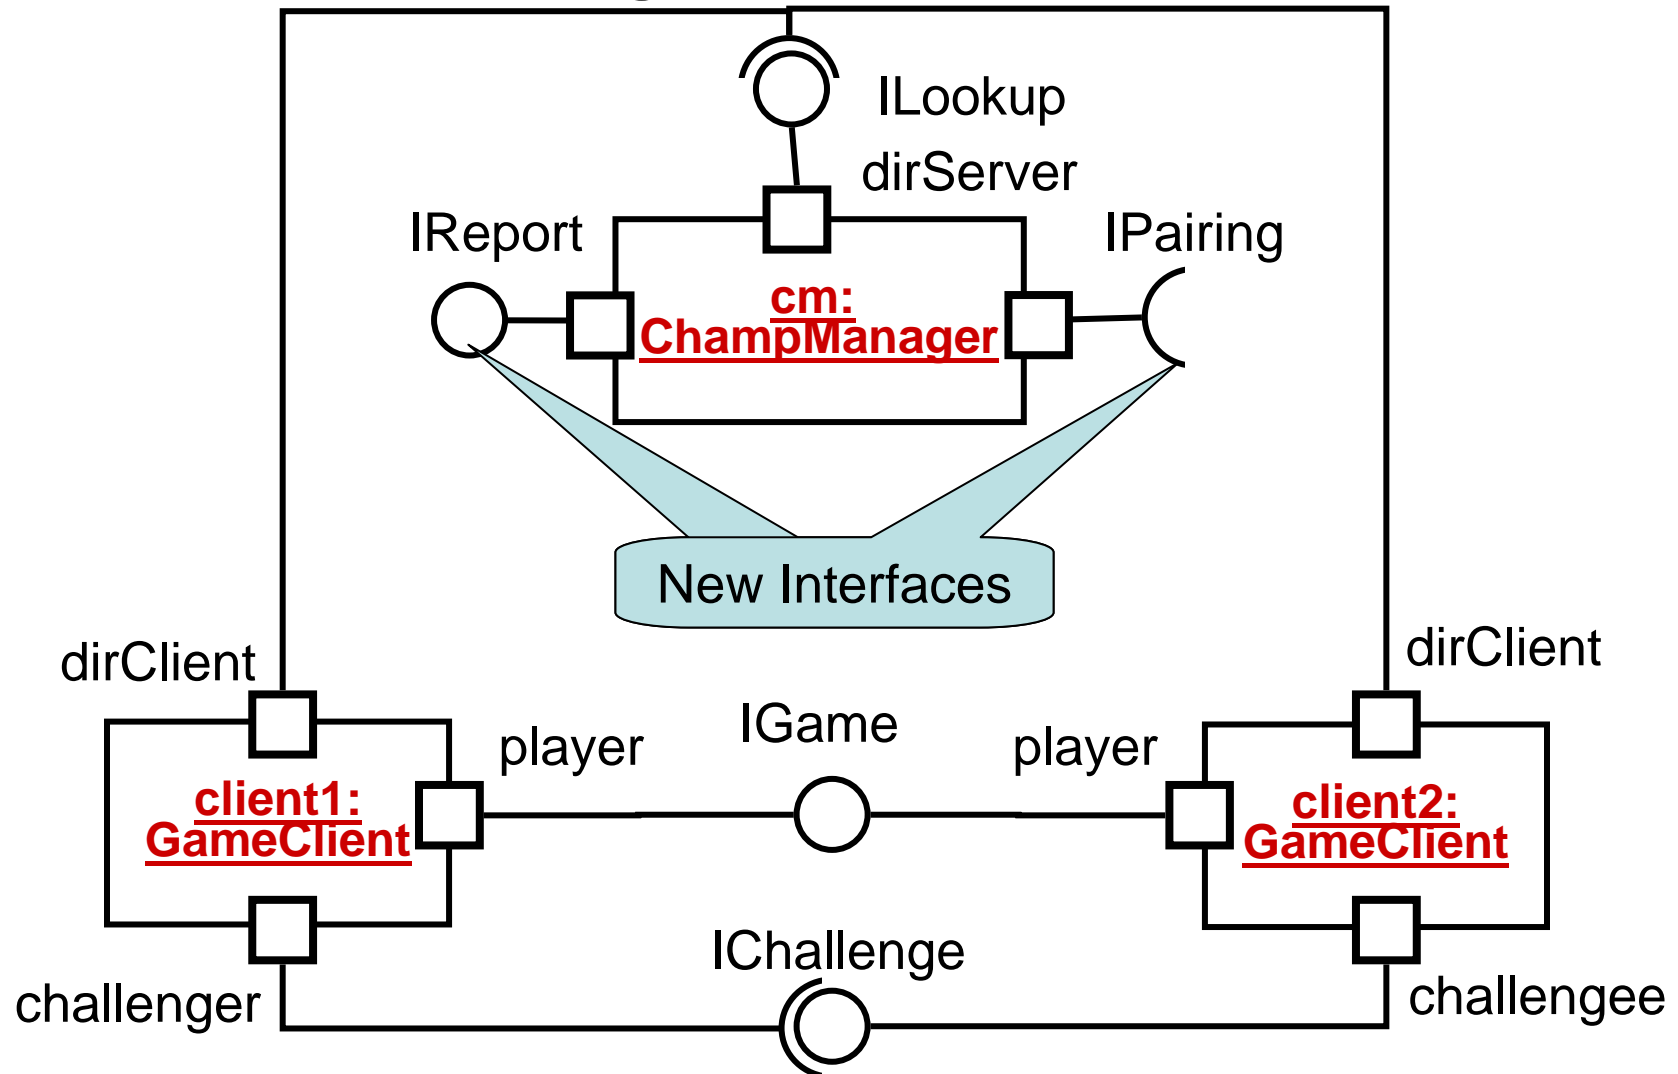 ILookup
dirServer
IReport
IPairing
cm:
ChampManager
New Interfaces
dirClient
dirClient
IGame
player
player
client1:
GameClient
client2:
GameClient
IChallenge
challenger
challengee